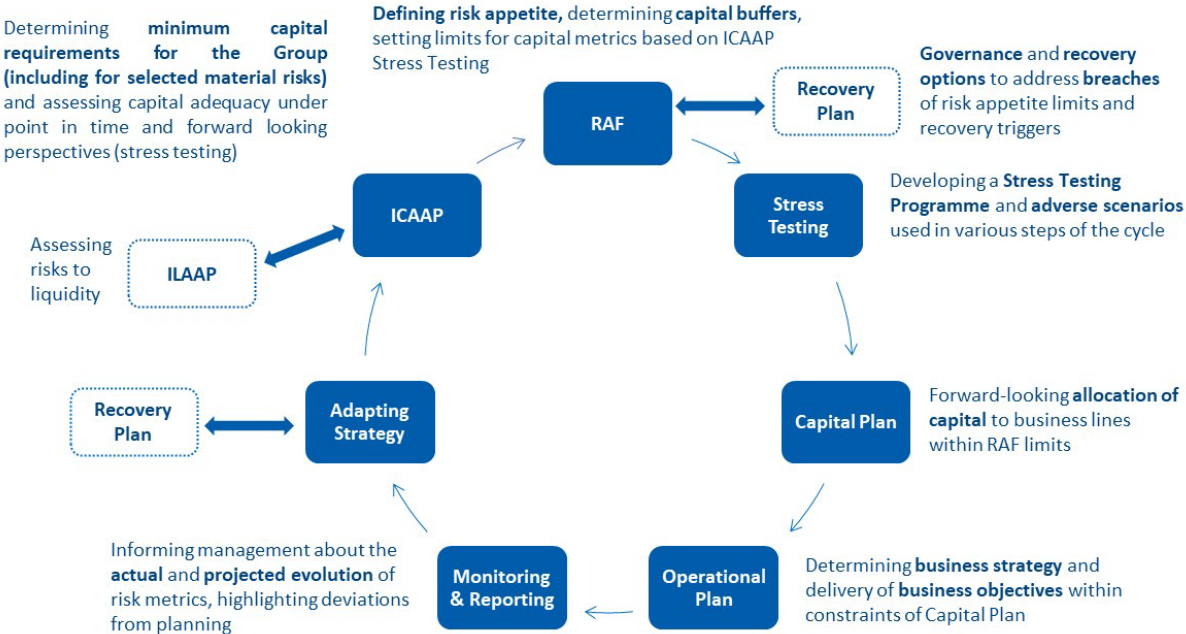 Determining minimum capital
requirements for the Group
(including for selected material risks)
and assessing capital adequacy under
point in time and forward looking
perspectives (stress testing)
Defining risk appetite, determining capital buffers,
setting limits for capital metrics based on ICAAP
Stress Testing
RAF
Recovery
Plan
Governance and recovery
options to address breaches
of risk appetite limits and
recovery triggers
ICAAP
Stress
Testing
Developing a Stress Testing
Programme and adverse scenarios
used in various steps of the cycle
Assessing
risks to
liquidity
ILAAP
Recovery
Plan
Adapting
Strategy
Capital Plan
Forward-looking allocation of
capital to business lines
within RAF limits
Informing management about the
actual and projected evolution of
risk metrics, highlighting deviations
from planning
Monitoring
& Reporting
Operational
Plan
Determining business strategy and
delivery of business objectives within
constraints of Capital Plan